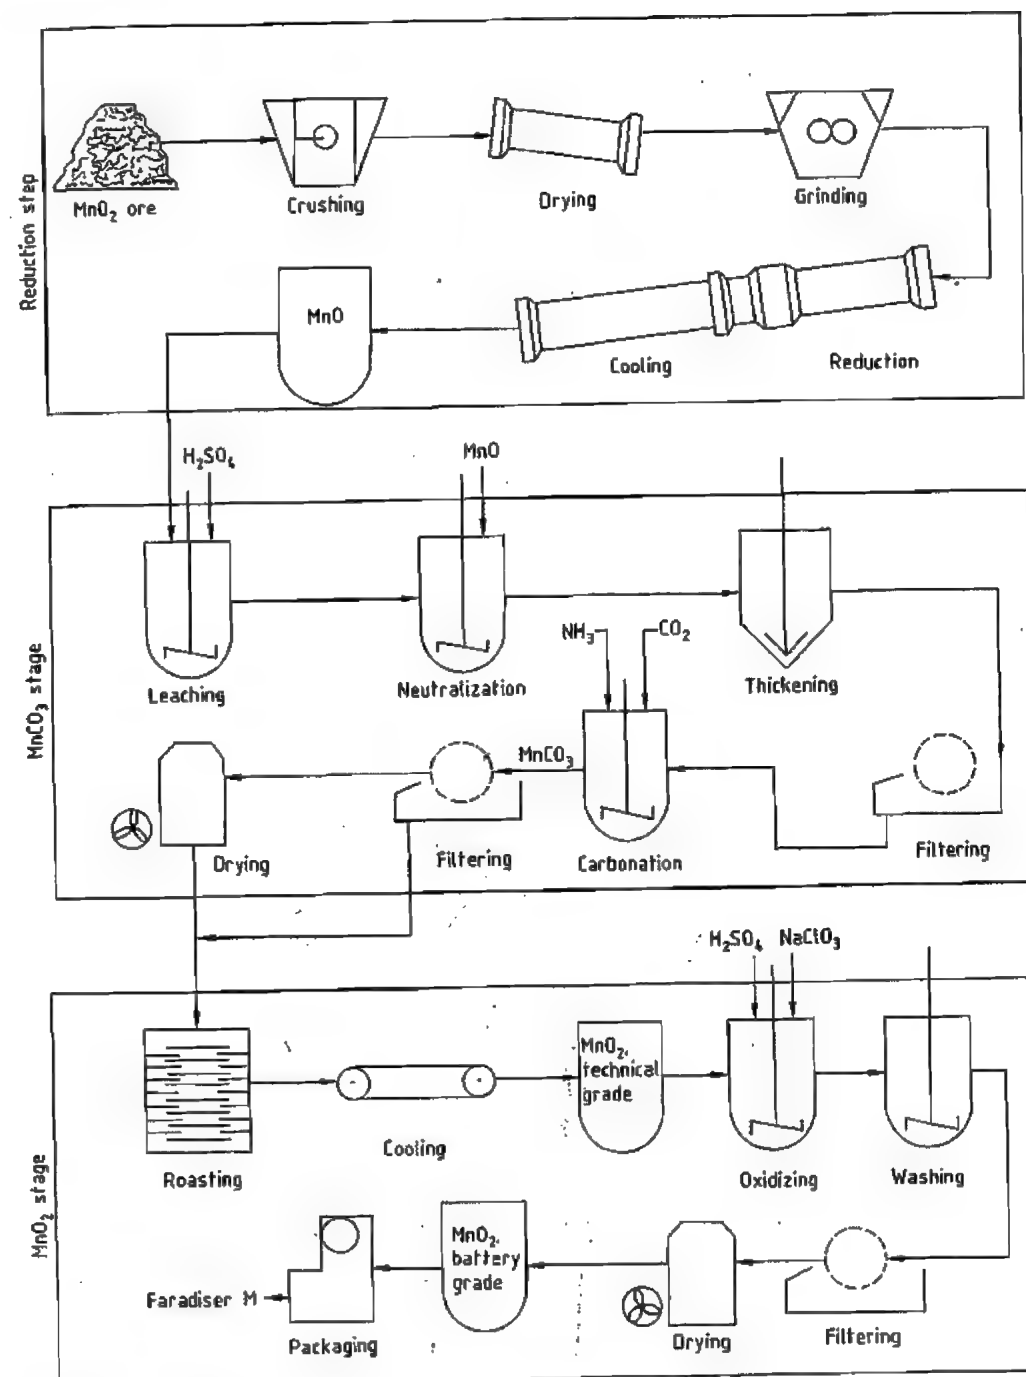 Reduction step
MnO₂ ore
Crushing
Drying
Grinding
MnO
Cooling
Reduction
MnCO₃ stage
H₂SO₄
MnO
Leaching
Neutralization
Thickening
NH₃
CO₂
MnCO₃
Drying
Filtering
Carbonation
Filtering
MnO₂ stage
H₂SO₄
NaClO₃
Roasting
Cooling
MnO₂,
technical
grade
Oxidizing
Washing
Faradiser M
Packaging
MnO₂,
battery
grade
Drying
Filtering